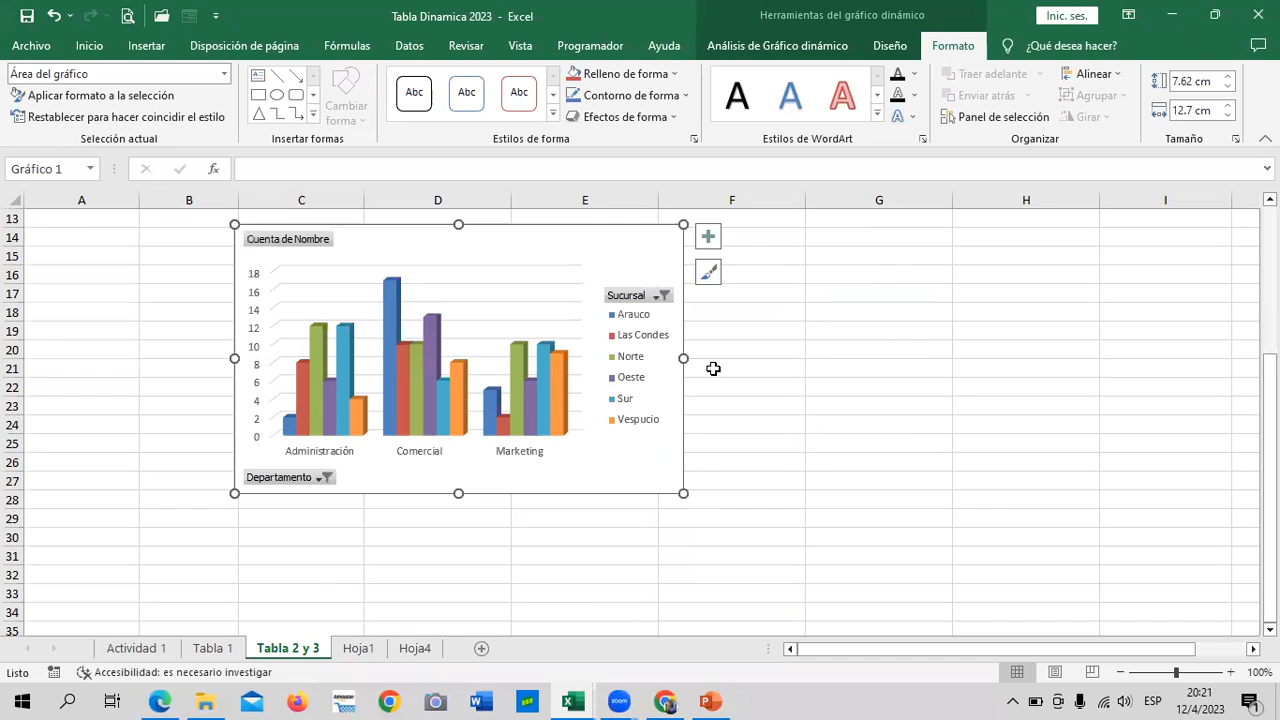 Tabla Dinamica 2023 - Excel
Herramientas del gráfico dinámico
Inic. ses.
Archivo Inicio Insertar Disposición de página Fórmulas Datos Revisar Vista Programador Ayuda Análisis de Gráfico dinámico Diseño Formato ¿Qué desea hacer?
Área del gráfico
Aplicar formato a la selección
Restablecer para hacer coincidir el estilo
Selección actual
Cambiar
forma
Insertar formas
Abc Abc Abc
Relleno de forma
Contorno de forma
Efectos de forma
Estilos de forma
A A A
Estilos de WordArt
Traer adelante
Enviar atrás
Panel de selección
Alinear
Agrupar
Girar
Organizar
7.62 cm
12.7 cm
Tamaño
Gráfico 1
fx
A B C D E F G H I
13
14
15
16
17
18
19
20
21
22
23
24
25
26
27
28
29
30
31
32
33
34
35
Cuenta de Nombre
18
16
14
12
10
8
6
4
2
0
Administración Comercial Marketing
Departamento
Sucursal
Arauco
Las Condes
Norte
Oeste
Sur
Vespucio
Actividad 1 Tabla 1 Tabla 2 y 3 Hoja1 Hoja4
Listo Accesibilidad: es necesario investigar 100%
amazon
zoom
ESP
20:21
12/4/2023